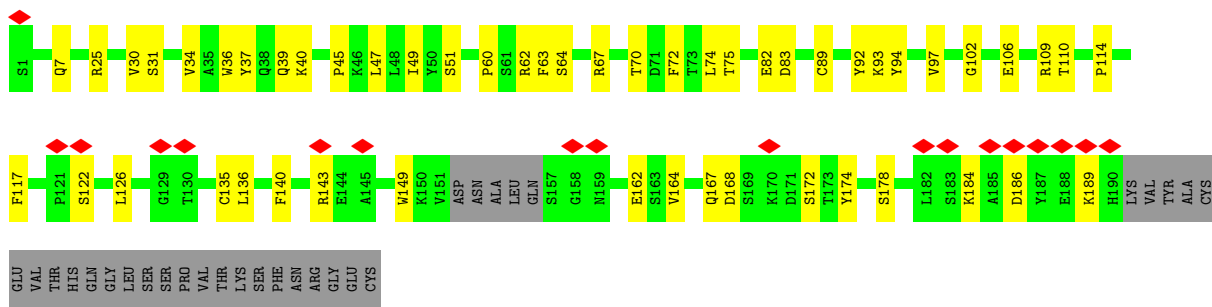 S1 Q7 R25 V30 S31 V34 A35 W36 Y37 Q38 Q39 K40 P45 K46 L47 L48 I49 Y50 S51 P60 S61 R62 F63 S64 R67 T70 D71 F72 T73 L74 T75 E82 D83 C89 Y92 K93 Y94 V97 G102 E106 R109 T110 P114
F117 P121 S122 L126 G129 T130 C135 L136 F140 R143 E144 A145 W149 K150 V151 ASP ASN ALA LEU GLN S157 G158 N159 E162 S163 V164 Q167 D168 S169 K170 D171 S172 T173 Y174 S178 L182 S183 K184 A185 D186 Y187 E188 K189 H190 LYS VAL TYR ALA CYS
GLU VAL THR HIS GLN GLY LEU SER SER PRO VAL THR LYS SER PHE ASN ARG GLY GLU CYS